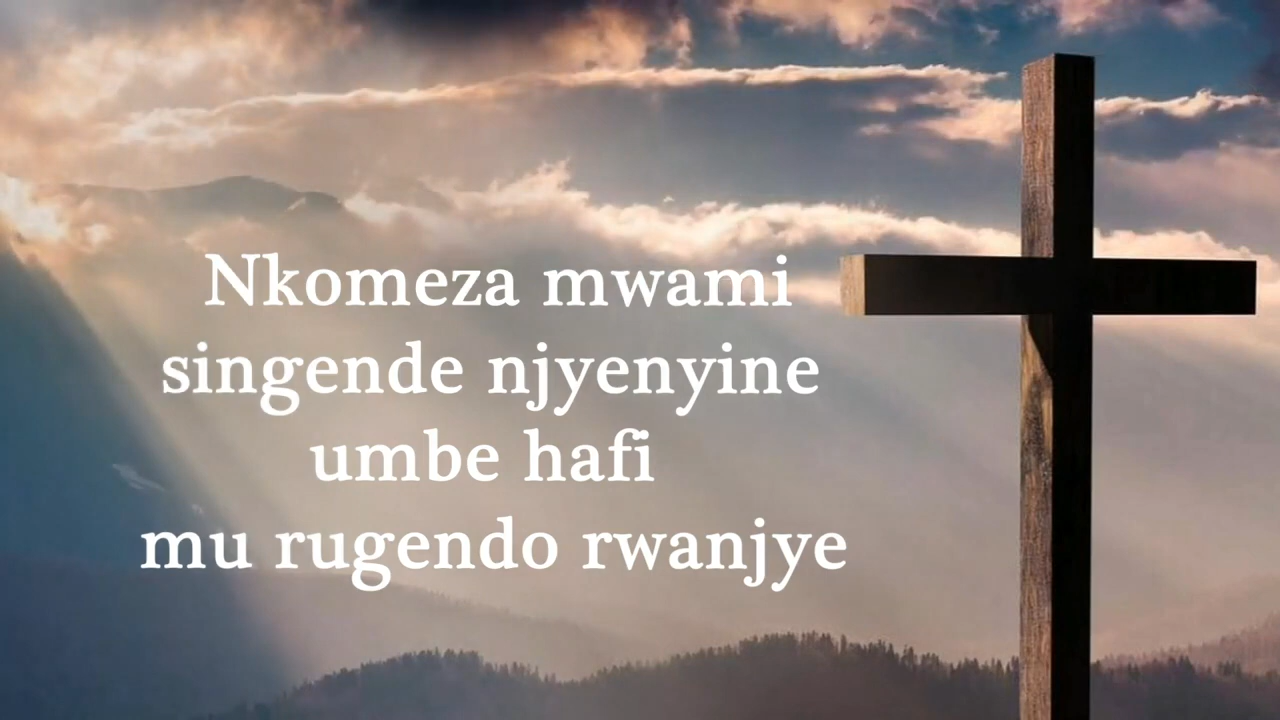 Nkomeza mwami
singende njyenyine
umbe hafi
mu rugendo rwanjye